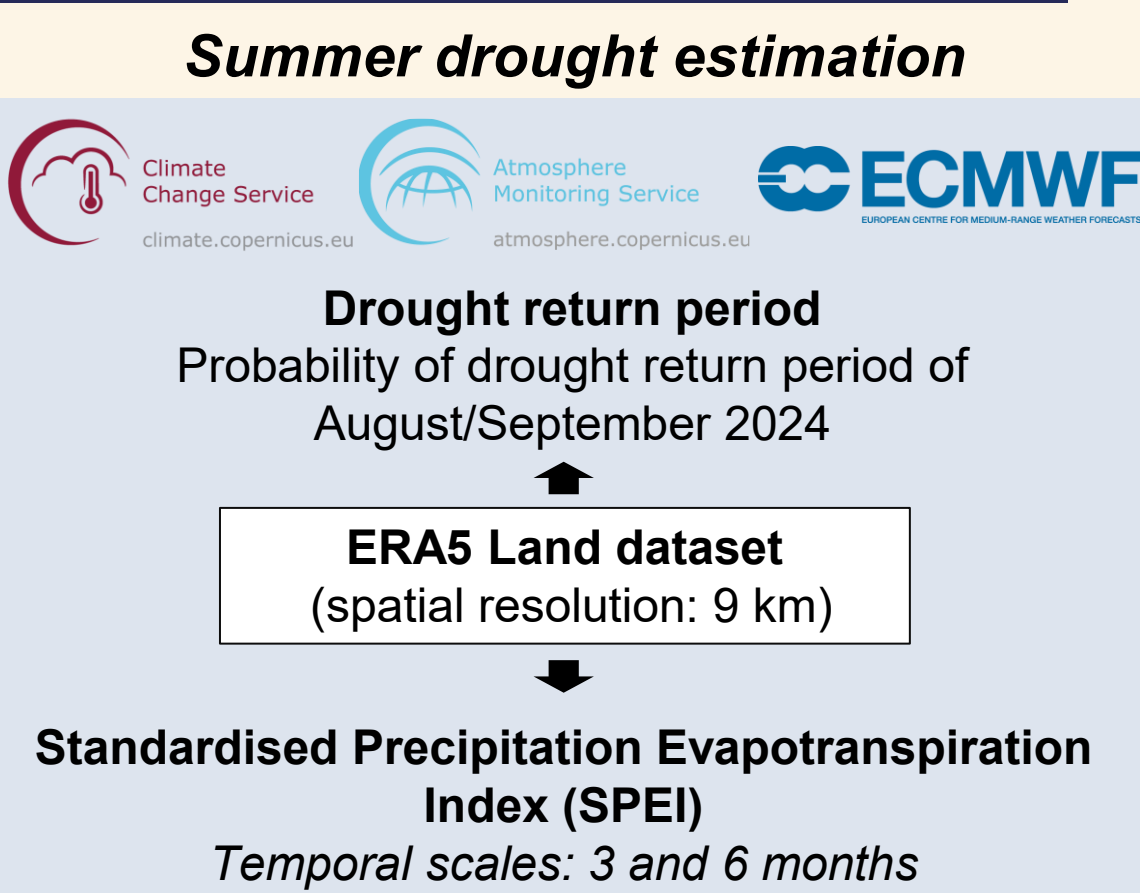 Summer drought estimation
Climate
Change Service
climate.copernicus.eu
Atmosphere
Monitoring Service
atmosphere.copernicus.eu
ECMWF
EUROPEAN CENTRE FOR MEDIUM-RANGE WEATHER FORECASTS
Drought return period
Probability of drought return period of
August/September 2024
ERA5 Land dataset
(spatial resolution: 9 km)
Standardised Precipitation Evapotranspiration
Index (SPEI)
Temporal scales: 3 and 6 months